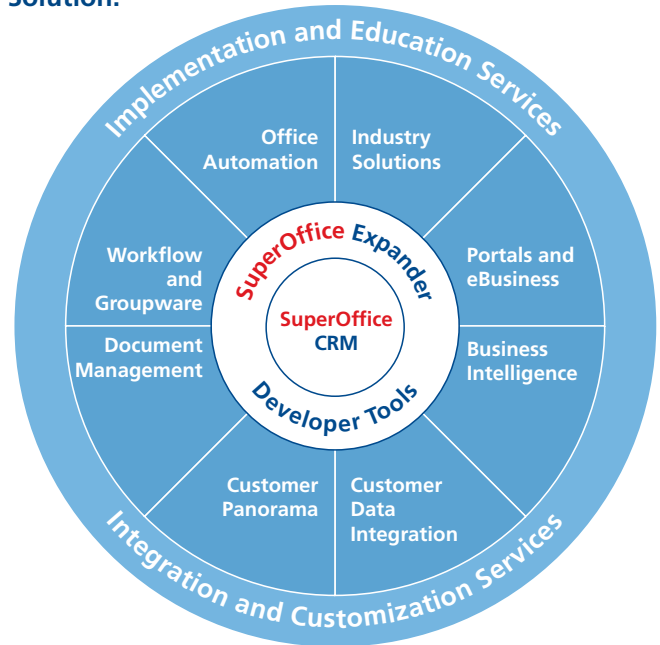 Solution.
Implementation and Education Services
Office
Automation
Industry
Solutions
Workflow
and
Groupware
Portals and
eBusiness
SuperOffice Expander
SuperOffice
CRM
Developer Tools
Document
Management
Business
Intelligence
Customer
Panorama
Customer
Data
Integration
Integration and Customization Services